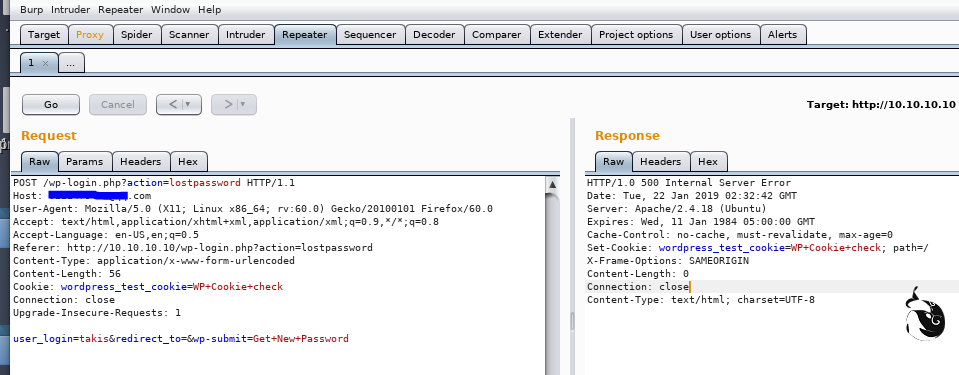 Burp Intruder Repeater Window Help
Target Proxy Spider Scanner Intruder Repeater Sequencer Decoder Comparer Extender Project options User options Alerts
1 × ...
Go Cancel < ▾ > ▾ Target: http://10.10.10.10
Request
Raw Params Headers Hex
POST /wp-login.php?action=lostpassword HTTP/1.1
Host: .com
User-Agent: Mozilla/5.0 (X11; Linux x86_64; rv:60.0) Gecko/20100101 Firefox/60.0
Accept: text/html,application/xhtml+xml,application/xml;q=0.9,*/*;q=0.8
Accept-Language: en-US,en;q=0.5
Referer: http://10.10.10.10/wp-login.php?action=lostpassword
Content-Type: application/x-www-form-urlencoded
Content-Length: 56
Cookie: wordpress_test_cookie=WP+Cookie+check
Connection: close
Upgrade-Insecure-Requests: 1
user_login=takis&redirect_to=&wp-submit=Get+New+Password
Response
Raw Headers Hex
HTTP/1.0 500 Internal Server Error
Date: Tue, 22 Jan 2019 02:32:42 GMT
Server: Apache/2.4.18 (Ubuntu)
Expires: Wed, 11 Jan 1984 05:00:00 GMT
Cache-Control: no-cache, must-revalidate, max-age=0
Set-Cookie: wordpress_test_cookie=WP+Cookie+check; path=/
X-Frame-Options: SAMEORIGIN
Content-Length: 0
Connection: close
Content-Type: text/html; charset=UTF-8